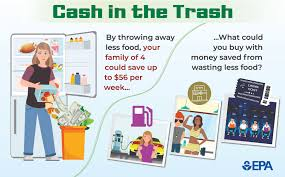 Cash in the Trash
By throwing away
less food, your
family of 4
could save up
to $56 per
week...
...What could
you buy with
money saved from
wasting less food?
EPA